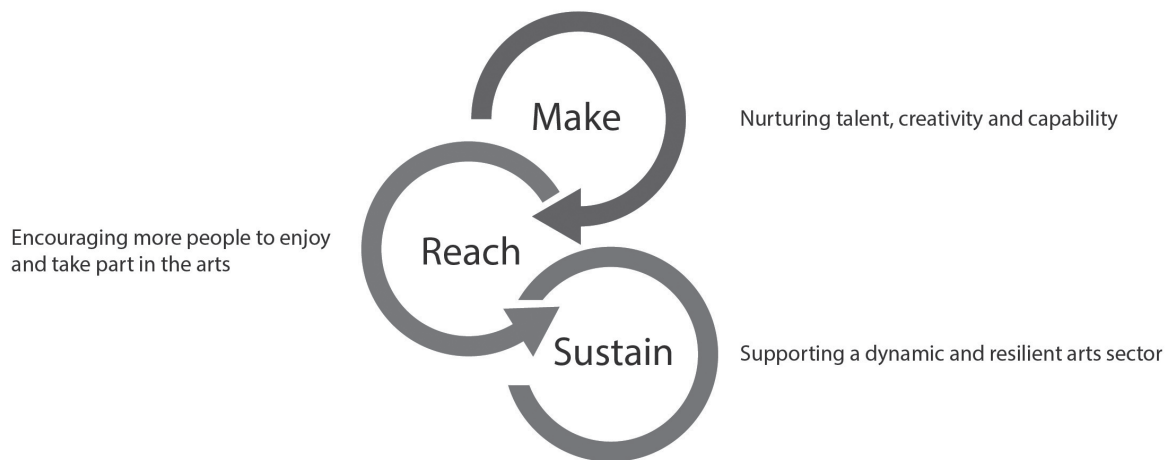 Make
Nurturing talent, creativity and capability
Reach
Encouraging more people to enjoy
and take part in the arts
Sustain
Supporting a dynamic and resilient arts sector